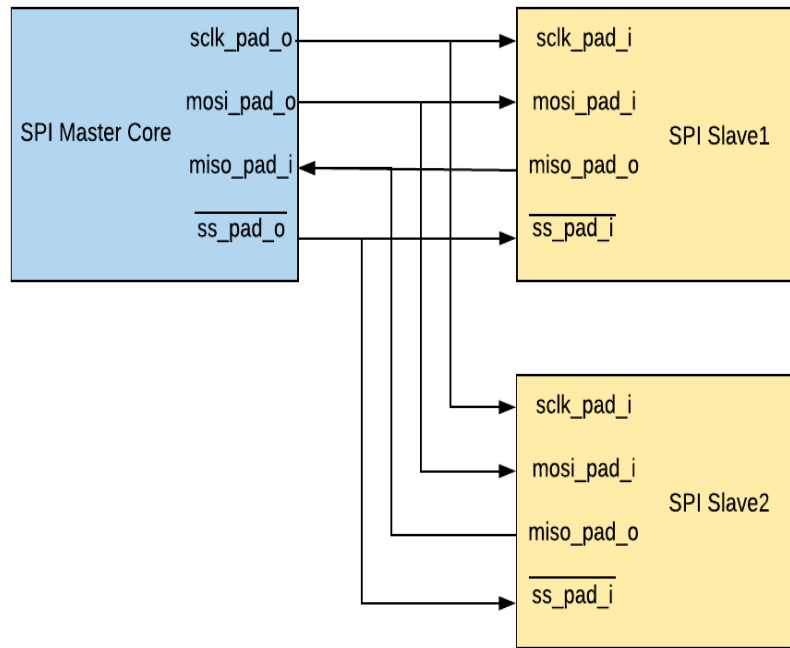 SPI Master Core
sclk_pad_o
mosi_pad_o
miso_pad_i
ss_pad_o
sclk_pad_i
mosi_pad_i
miso_pad_o
ss_pad_i
SPI Slave1
sclk_pad_i
mosi_pad_i
miso_pad_o
ss_pad_i
SPI Slave2